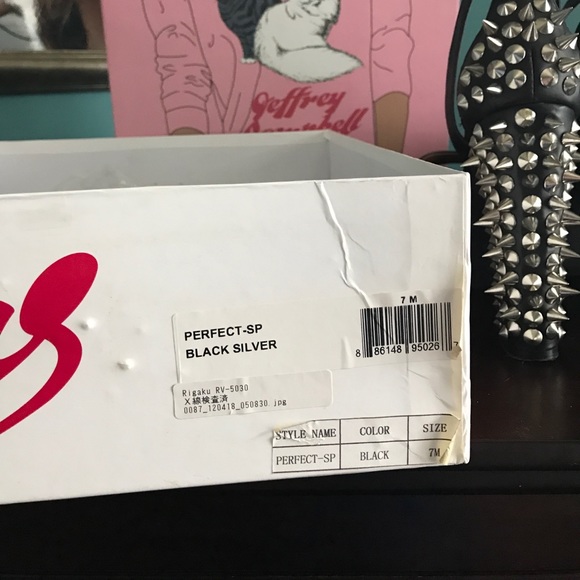 Jeffrey
Campbell
7 M
PERFECT-SP
BLACK SILVER
8 86148 95026 7
Rigaku RV-5030
X線検査済
0087_120418_050830.jpg
STYLE NAME COLOR SIZE
PERFECT-SP BLACK 7M